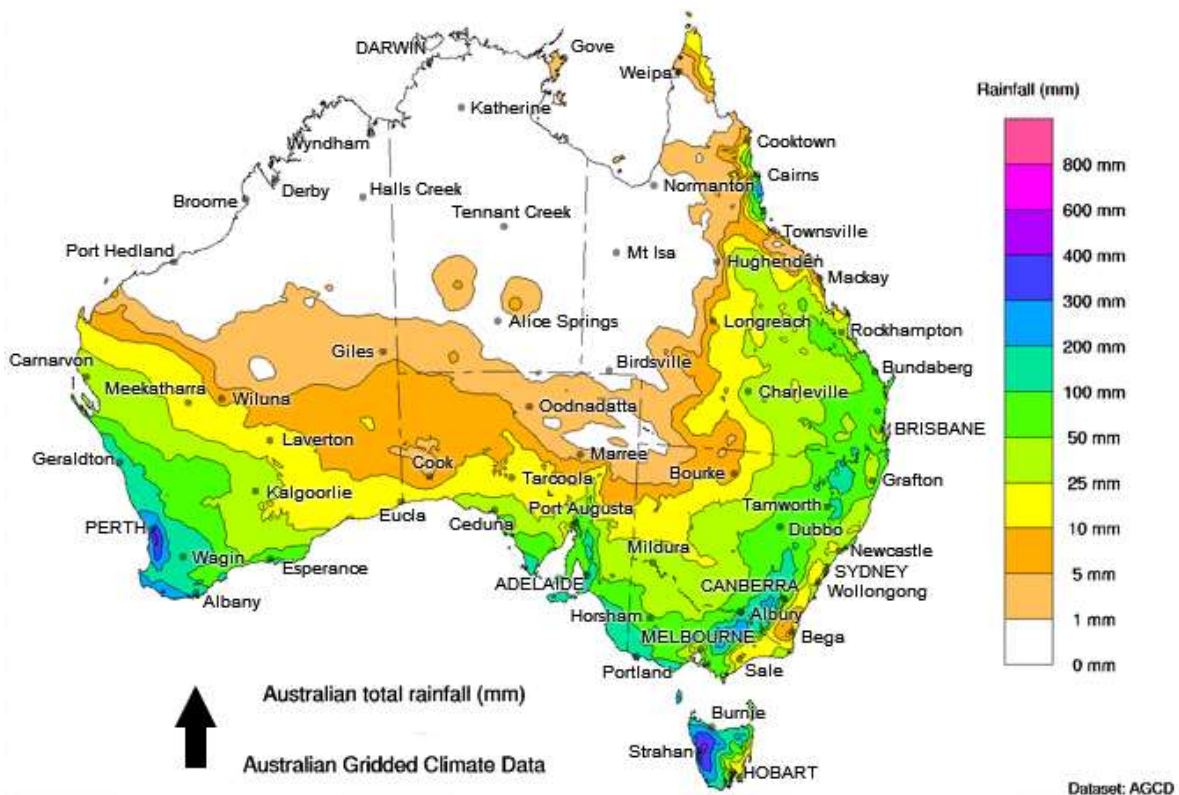 DARWIN
Gove
Weipa
Katherine
Wyndham
Cooktown
Cairns
Derby
Halls Creek
Normanton
Broome
Tennant Creek
Townsville
Port Hedland
Mt Isa
Hughenden
Mackay
Alice Springs
Longreach
Rockhampton
Giles
Birdsville
Carnarvon
Meekatharra
Wiluna
Bundaberg
Charleville
Oodnadatta
BRISBANE
Laverton
Marree
Geraldton
Cook
Tarcoola
Bourke
Grafton
Kalgoorlie
Port Augusta
Tamworth
Eucla
Ceduna
PERTH
Dubbo
Wagin
Mildura
Newcastle
Esperance
SYDNEY
ADELAIDE
CANBERRA
Wollongong
Albany
Horsham
Albury
MELBOURNE
Bega
Portland
Sale
Burnie
Strahan
HOBART
Rainfall (mm)
800 mm
600 mm
400 mm
300 mm
200 mm
100 mm
50 mm
25 mm
10 mm
5 mm
1 mm
0 mm
Australian total rainfall (mm)
Australian Gridded Climate Data
Dataset: AGCD